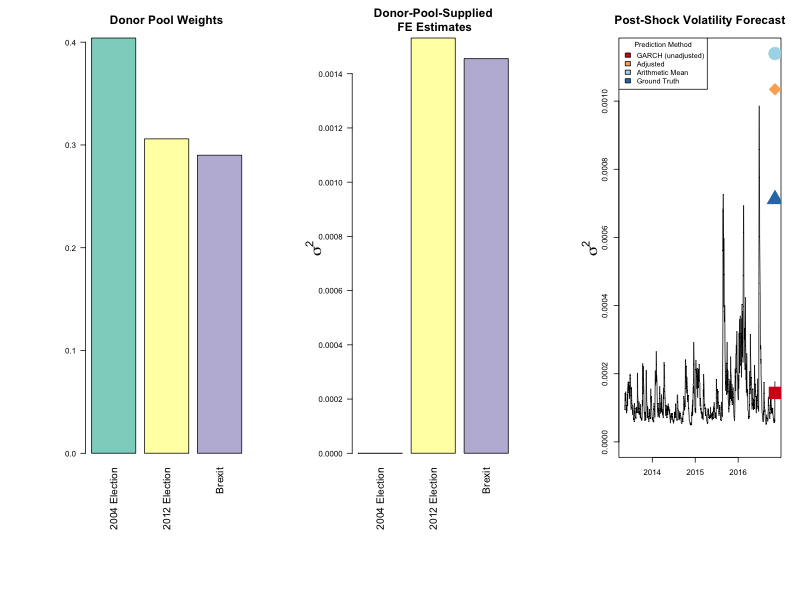 Donor Pool Weights
0.4
0.3
0.2
0.1
0.0
2004 Election
2012 Election
Brexit
Donor-Pool-Supplied
FE Estimates
σ²
0.0014
0.0012
0.0010
0.0008
0.0006
0.0004
0.0002
0.0000
2004 Election
2012 Election
Brexit
Post-Shock Volatility Forecast
Prediction Method
GARCH (unadjusted)
Adjusted
Arithmetic Mean
Ground Truth
σ²
0.0010
0.0008
0.0006
0.0004
0.0002
0.0000
2014
2015
2016